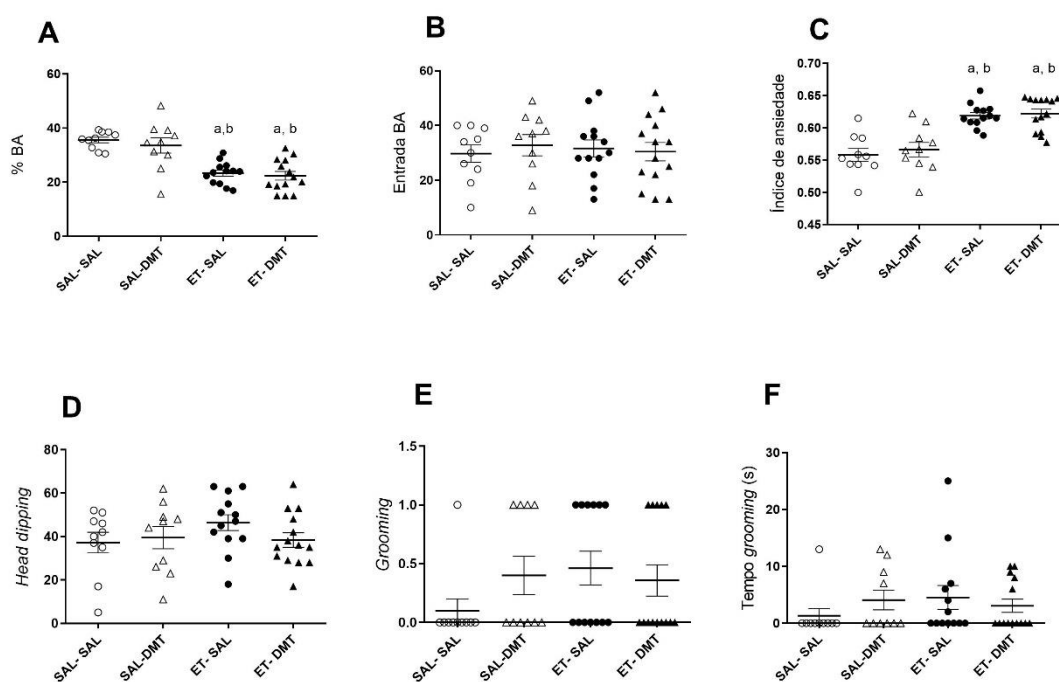 A
60
40
20
0
% BA
a,b
a, b
SAL- SAL
SAL-DMT
ET- SAL
ET- DMT
B
60
40
20
0
Entrada BA
SAL- SAL
SAL-DMT
ET- SAL
ET- DMT
C
0.70
0.65
0.60
0.55
0.50
0.45
Índice de ansiedade
a, b
a, b
SAL- SAL
SAL-DMT
ET- SAL
ET- DMT
D
80
60
40
20
0
Head dipping
SAL- SAL
SAL-DMT
ET- SAL
ET- DMT
E
1.5
1.0
0.5
0.0
Grooming
SAL- SAL
SAL-DMT
ET- SAL
ET- DMT
F
30
20
10
0
Tempo grooming (s)
SAL- SAL
SAL-DMT
ET- SAL
ET- DMT